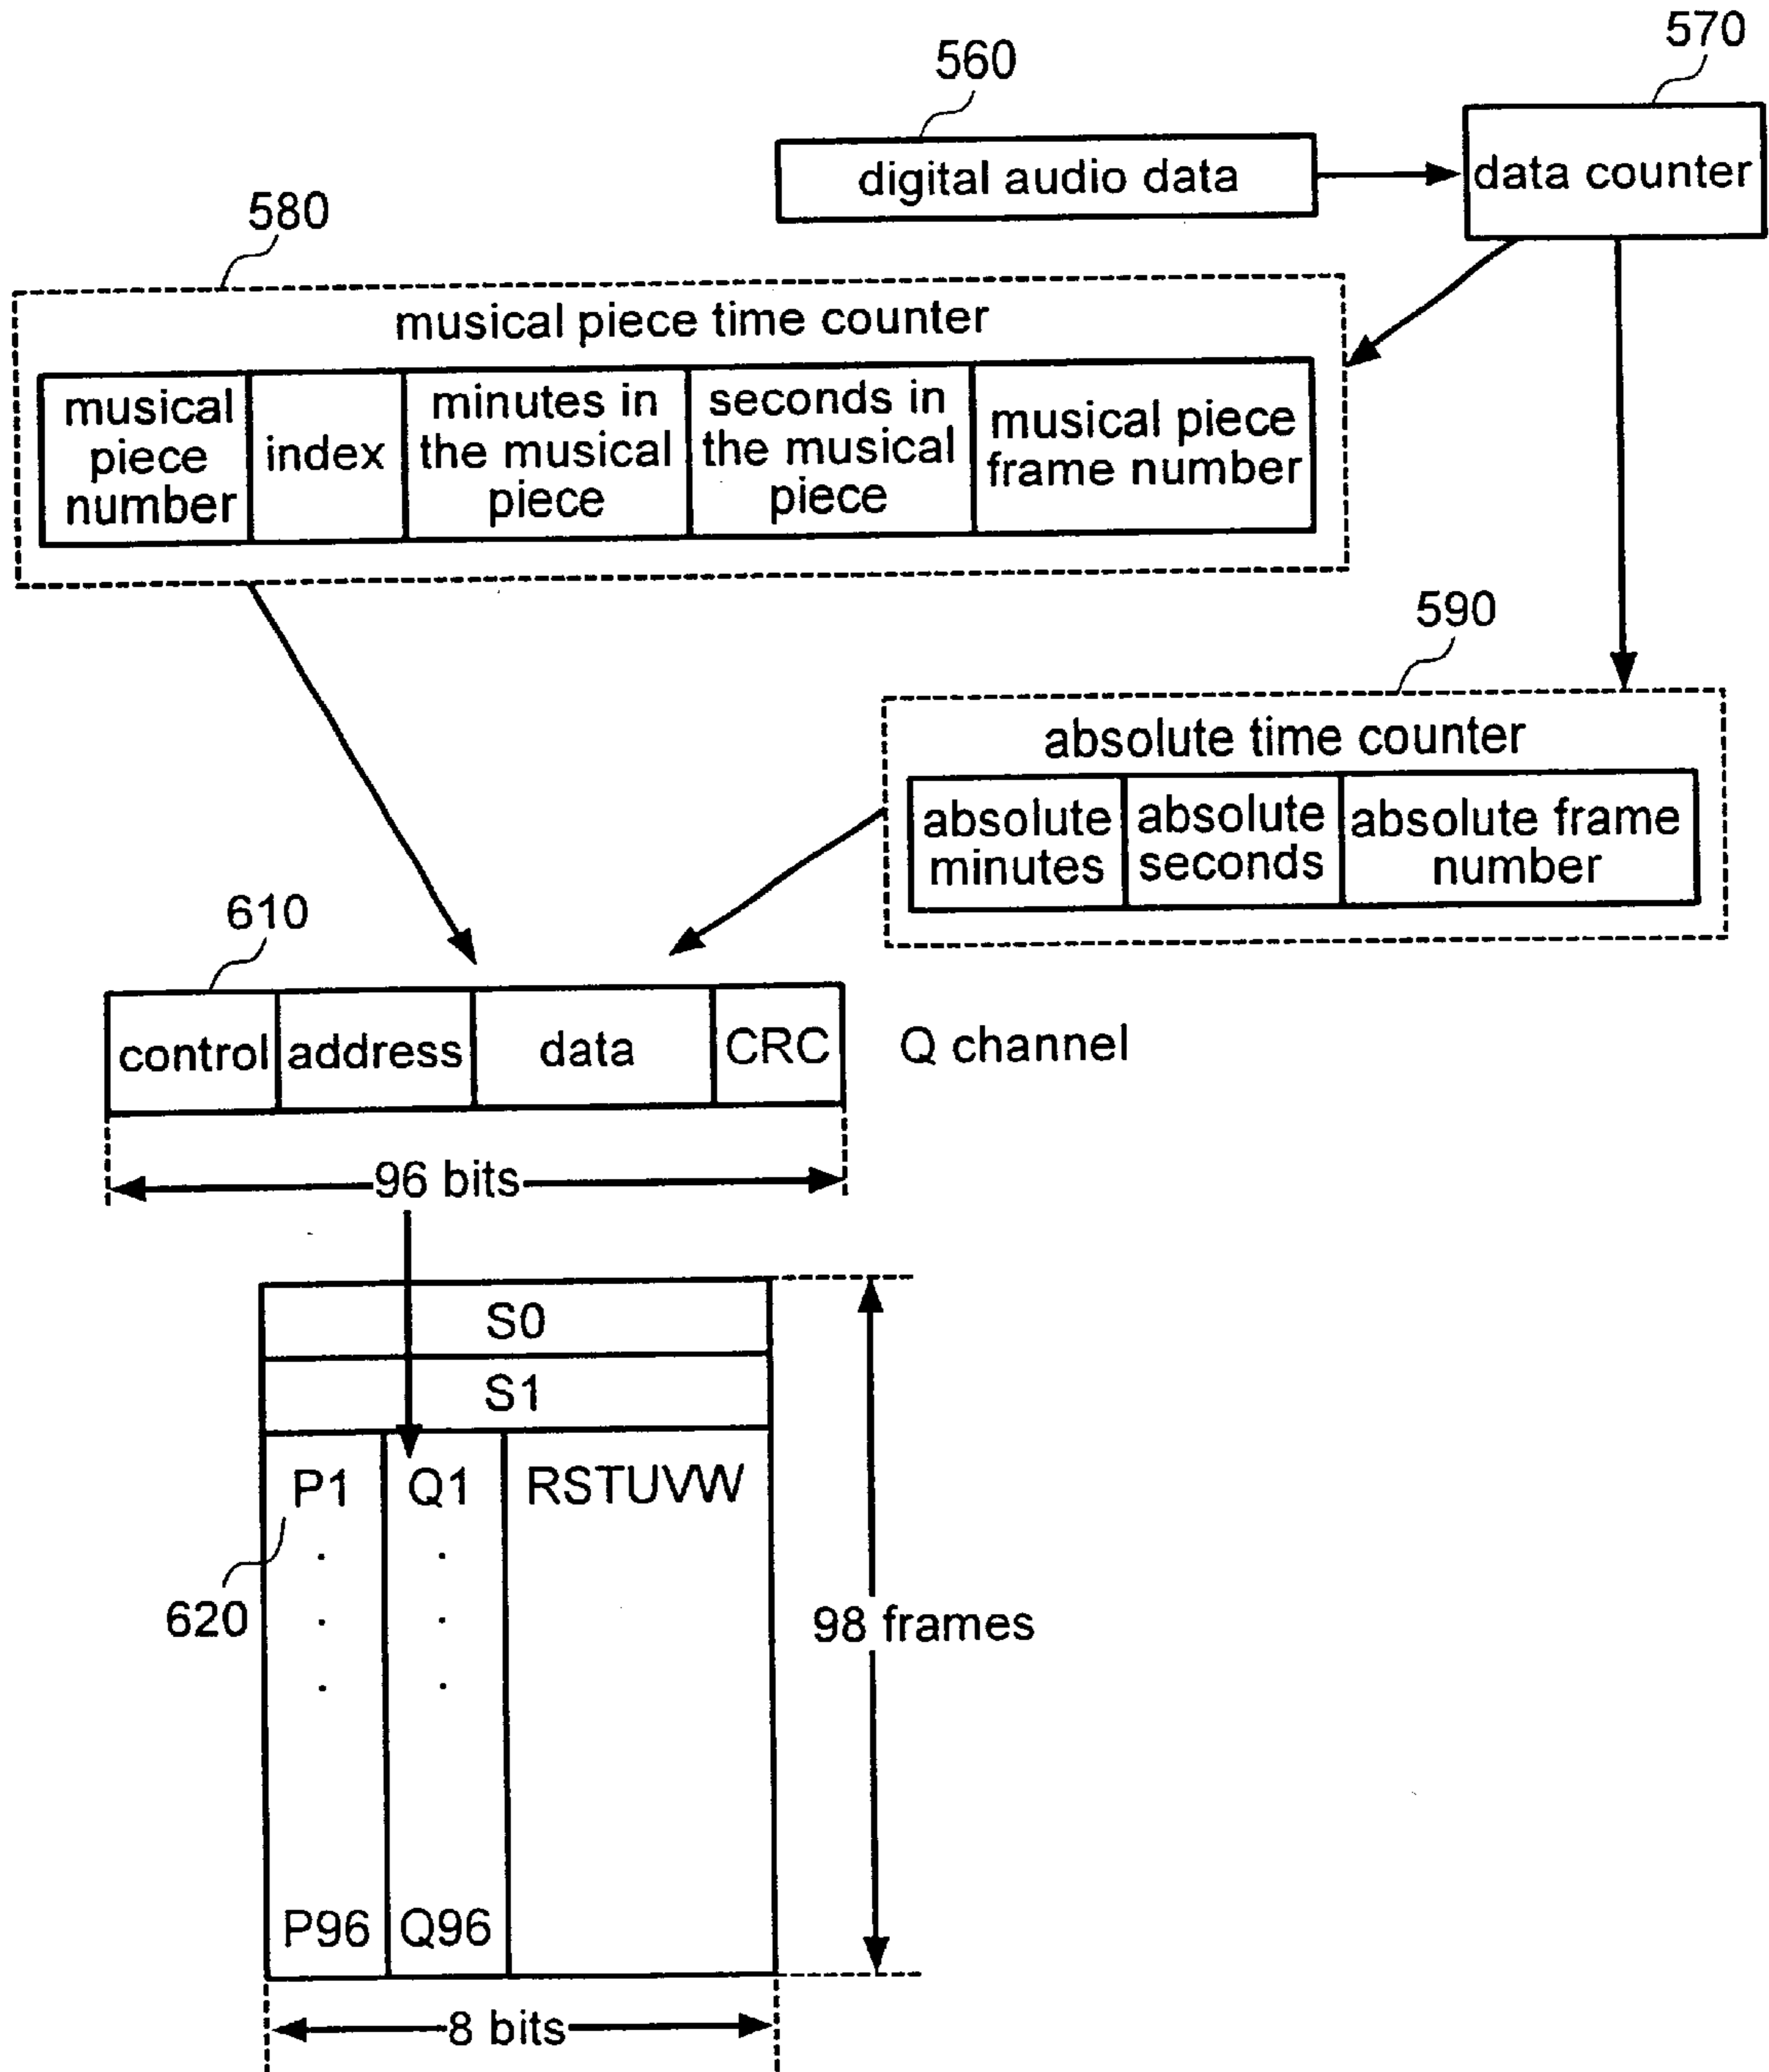 570
560
digital audio data
data counter
580
musical piece time counter
musical
piece
number
index
minutes in
the musical
piece
seconds in
the musical
piece
musical piece
frame number
590
absolute time counter
absolute
minutes
absolute
seconds
absolute frame
number
610
control
address
data
CRC
Q channel
96 bits
S0
S1
P1
Q1
RSTUVW
620
98 frames
P96
Q96
8 bits